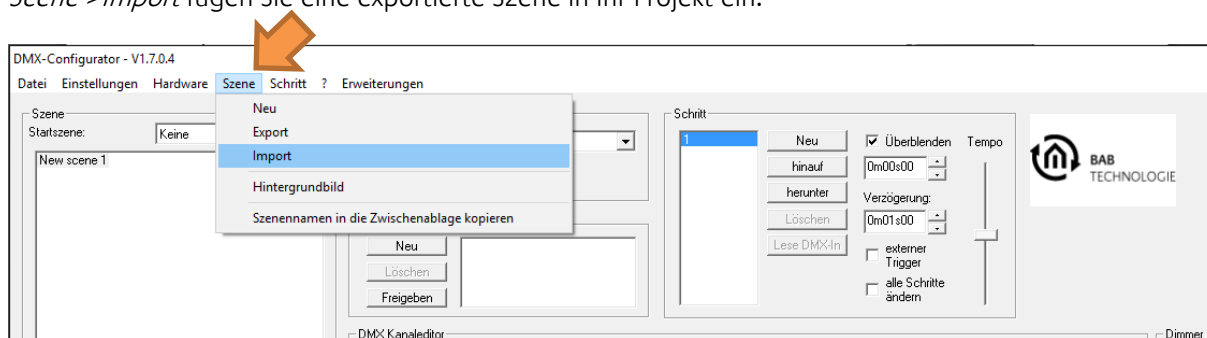 Szene >Import fügen Sie eine exportierte Szene in Ihr Projekt ein.
DMX-Configurator - V1.7.0.4
Datei Einstellungen Hardware Szene Schritt ? Erweiterungen
Szene
Startszene: Keine
New scene 1
Neu
Export
Import
Hintergrundbild
Szenennamen in die Zwischenablage kopieren
Neu
Löschen
Freigeben
Schritt
1
Neu
hinauf
herunter
Löschen
Lese DMX-In
Überblenden
0m00s00
Verzögerung:
0m01s00
externer
Trigger
alle Schritte
ändern
Tempo
BAB
TECHNOLOGIE
DMX Kanaleditor
Dimmer